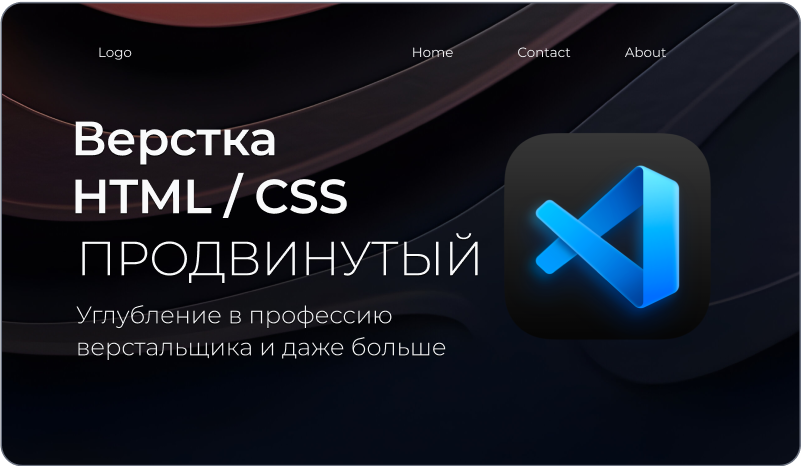 Logo Home Contact About
Верстка
HTML / CSS
ПРОДВИНУТЫЙ
Углубление в профессию
верстальщика и даже больше